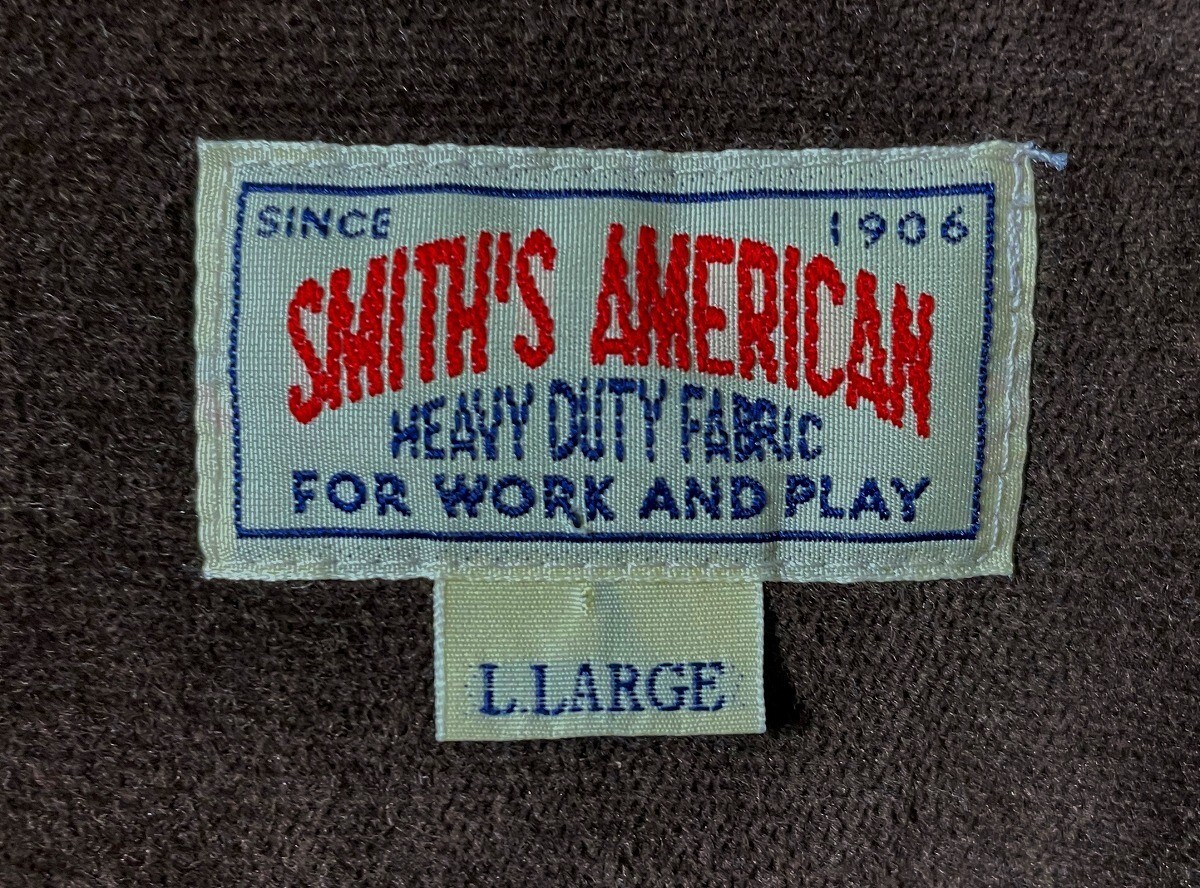 SINCE 1906
SMITH'S AMERICAN
HEAVY DUTY FABRIC
FOR WORK AND PLAY
L.LARGE